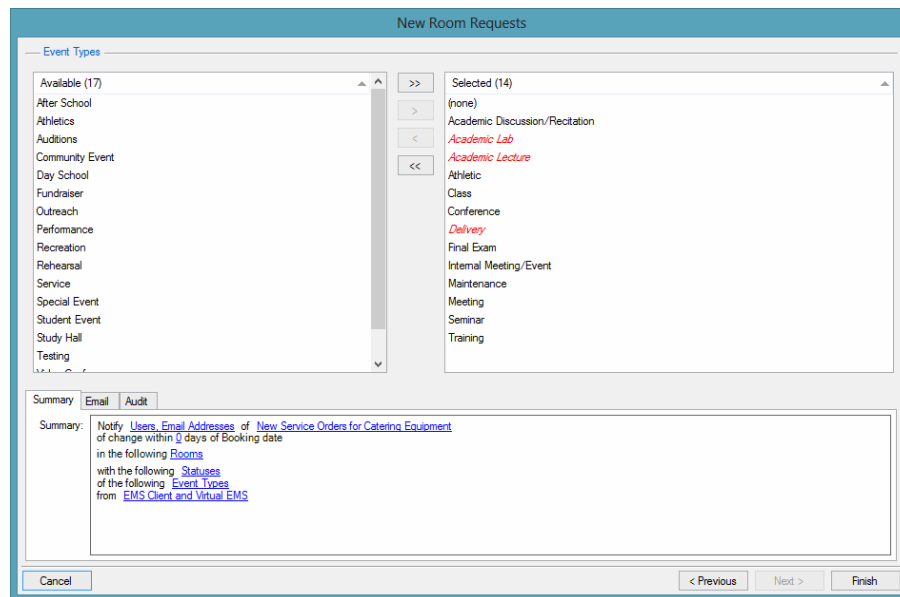 New Room Requests
Event Types
Available (17)
After School
Athletics
Auditions
Community Event
Day School
Fundraiser
Outreach
Performance
Recreation
Rehearsal
Service
Special Event
Student Event
Study Hall
Testing
>>
>
<
<<
Selected (14)
(none)
Academic Discussion/Recitation
Academic Lab
Academic Lecture
Athletic
Class
Conference
Delivery
Final Exam
Internal Meeting/Event
Maintenance
Meeting
Seminar
Training
Summary Email Audit
Summary: Notify Users, Email Addresses of New Service Orders for Catering Equipment
of change within 0 days of Booking date
in the following Rooms
with the following Statuses
of the following Event Types
from EMS Client and Virtual EMS
Cancel < Previous Next > Finish